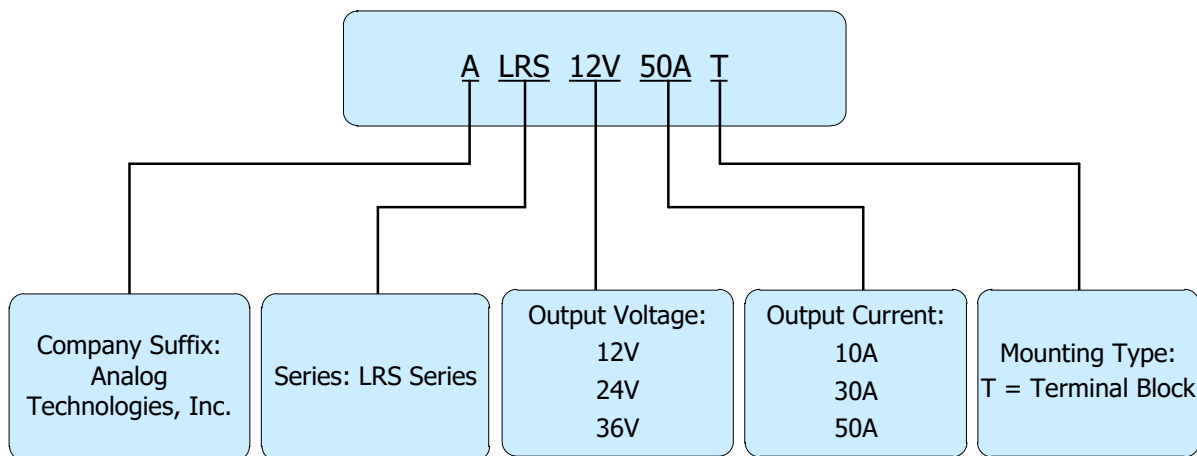 A LRS 12V 50A T
Company Suffix:
Analog
Technologies, Inc.
Series: LRS Series
Output Voltage:
12V
24V
36V
Output Current:
10A
30A
50A
Mounting Type:
T = Terminal Block